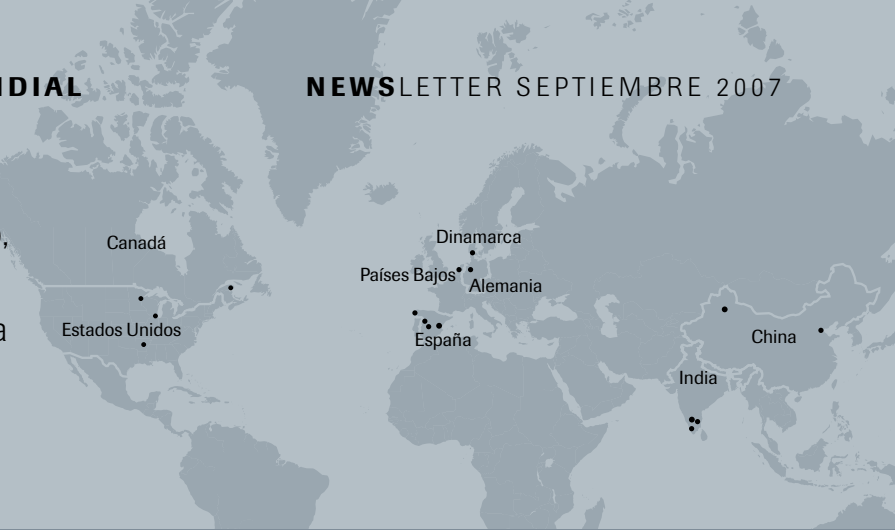 NDIAL
NEWSLETTER SEPTIEMBRE 2007
Canadá
Dinamarca
Países Bajos
Alemania
Estados Unidos
España
China
India
a